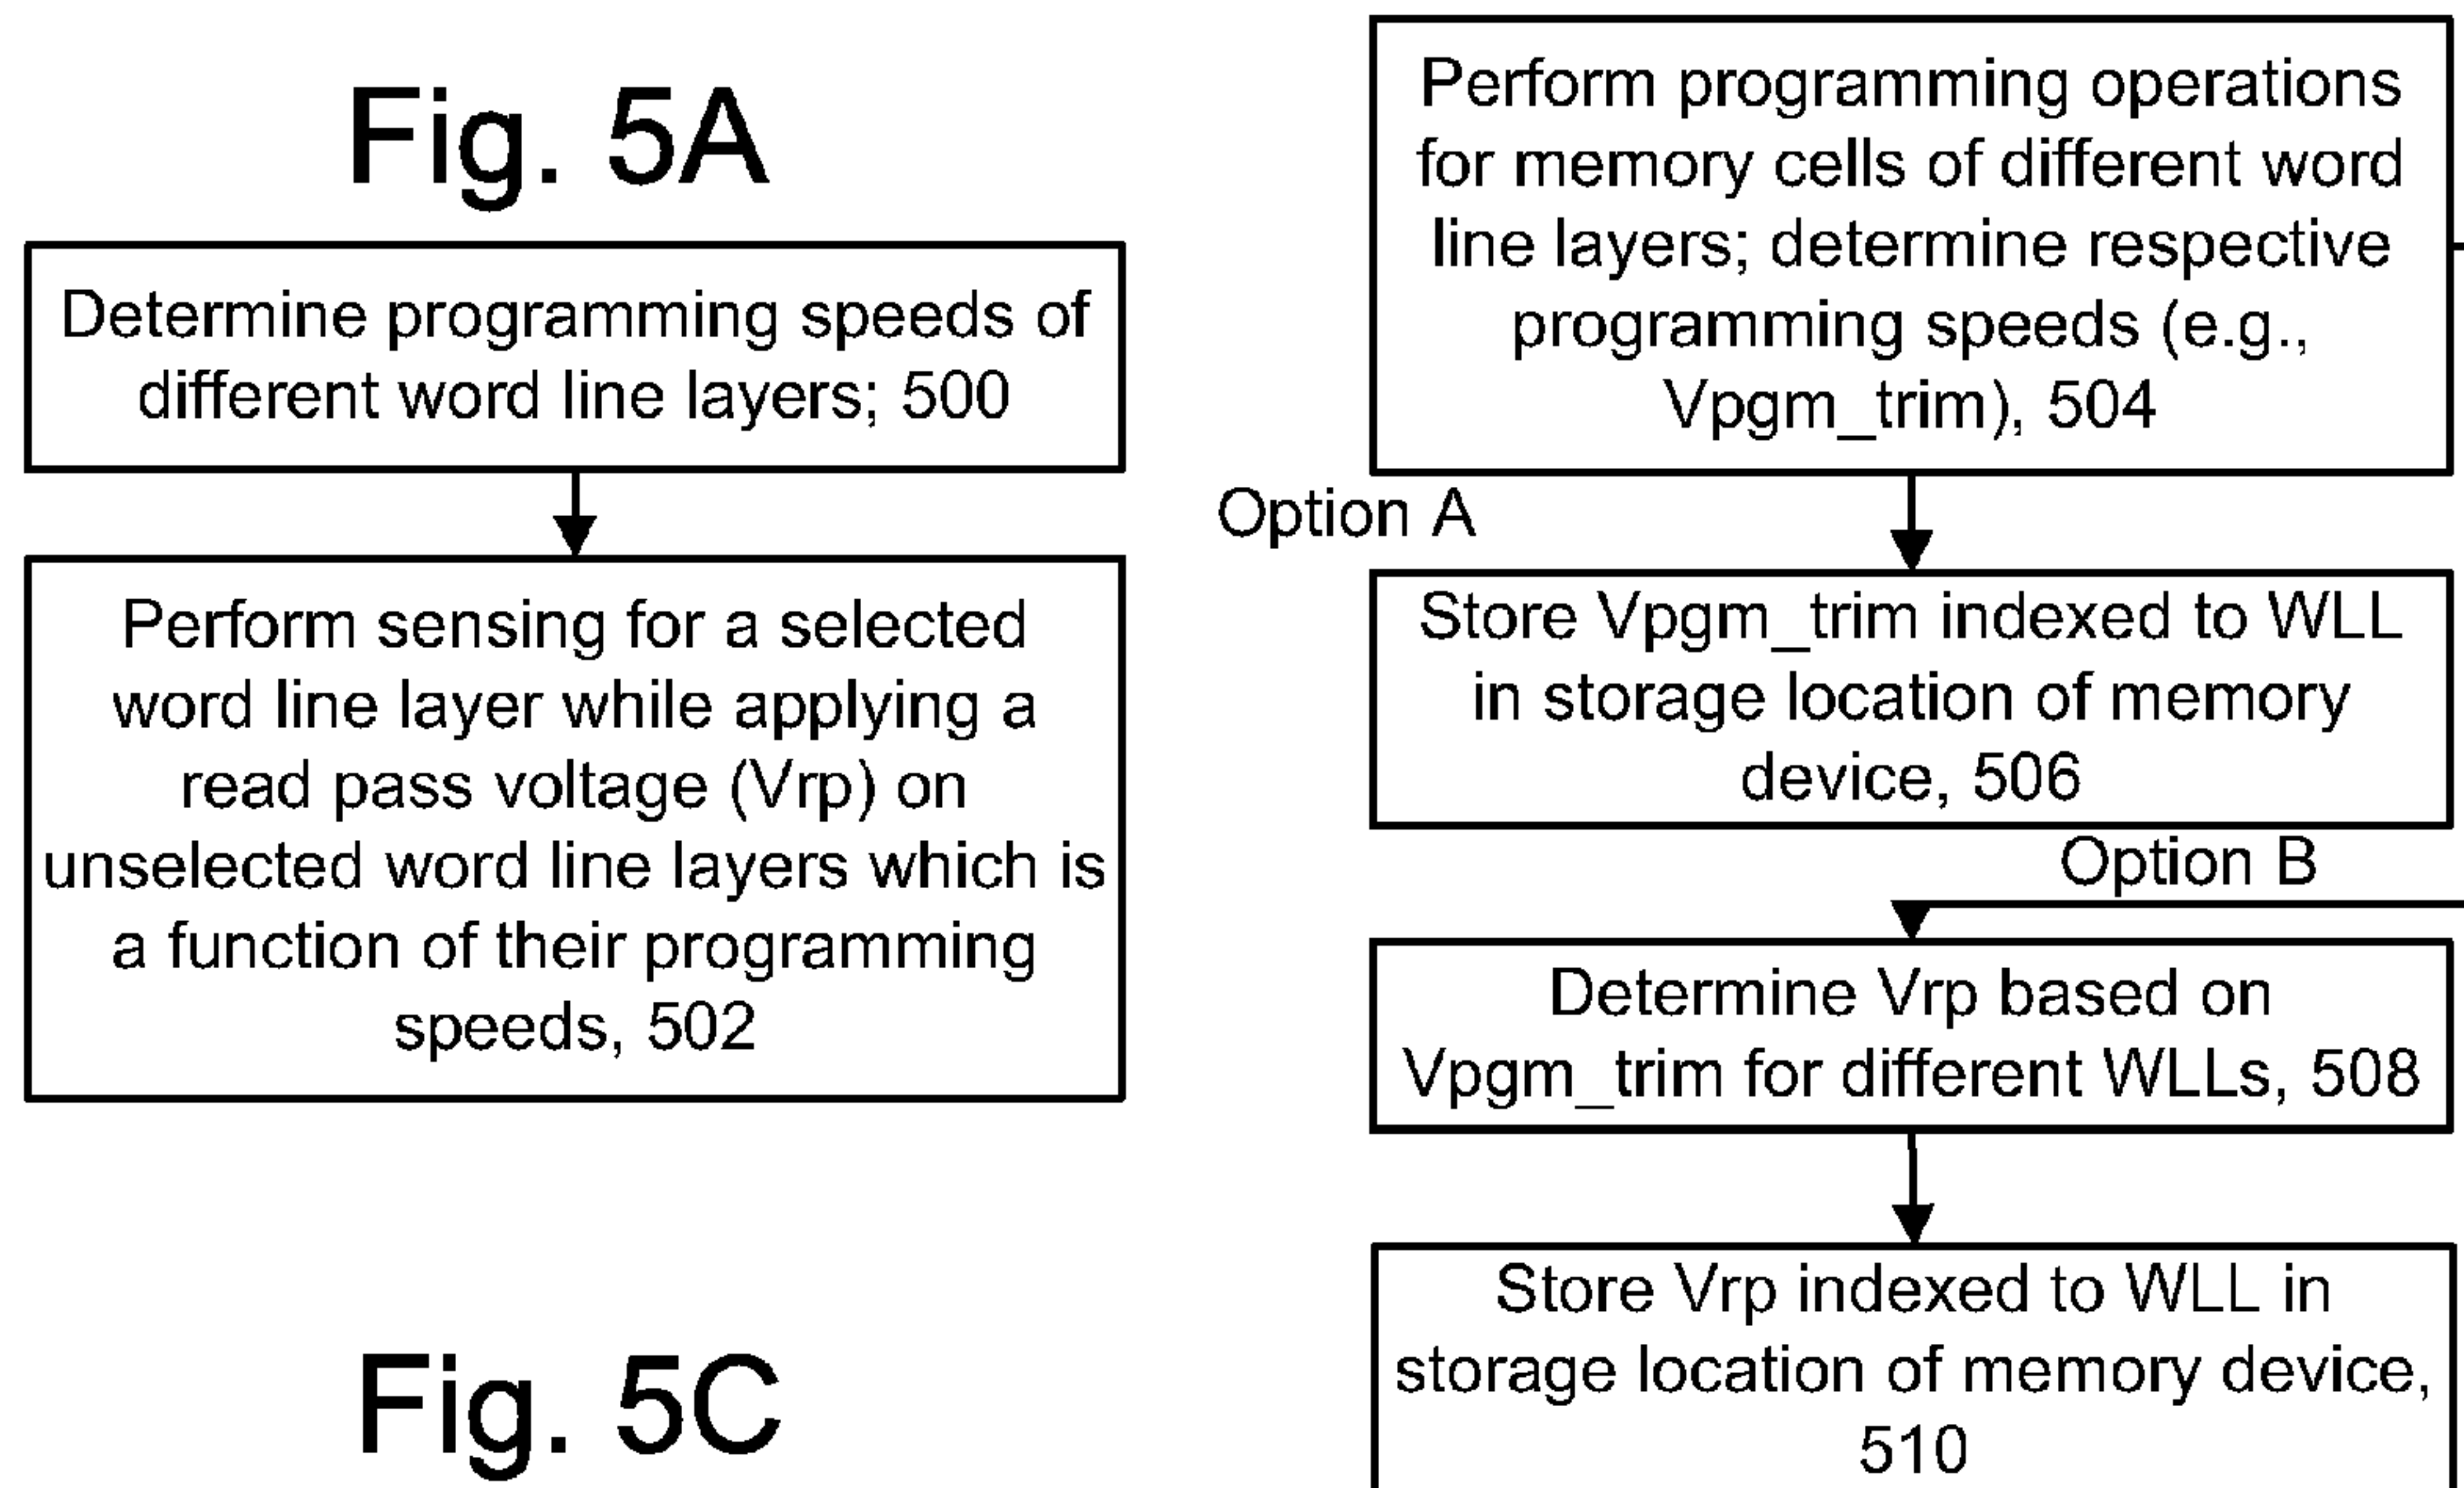 Fig. 5A
Determine programming speeds of
different word line layers; 500
Perform sensing for a selected
word line layer while applying a
read pass voltage (Vrp) on
unselected word line layers which is
a function of their programming
speeds, 502
Fig. 5C
Perform programming operations
for memory cells of different word
line layers; determine respective
programming speeds (e.g.,
Vpgm_trim), 504
Option A
Store Vpgm_trim indexed to WLL
in storage location of memory
device, 506
Option B
Determine Vrp based on
Vpgm_trim for different WLLs, 508
Store Vrp indexed to WLL in
storage location of memory device,
510